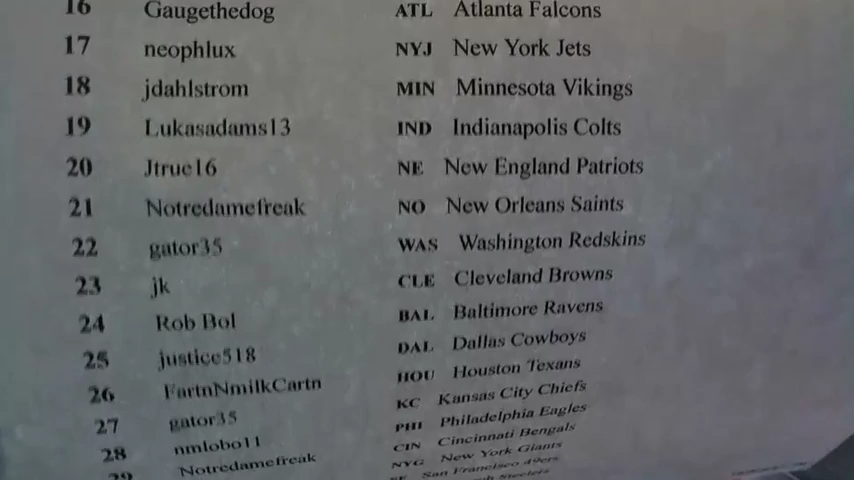 16 Gaugethedog ATL Atlanta Falcons
17 neophlux NYJ New York Jets
18 jdahlstrom MIN Minnesota Vikings
19 Lukasadams13 IND Indianapolis Colts
20 Jtrue16 NE New England Patriots
21 Notredamefreak NO New Orleans Saints
22 gator35 WAS Washington Redskins
23 jk CLE Cleveland Browns
24 Rob Bol BAL Baltimore Ravens
25 justice518 DAL Dallas Cowboys
26 FartnNmilkCartn HOU Houston Texans
27 gator35 KC Kansas City Chiefs
28 nmlobo11 PHI Philadelphia Eagles
29 Notredamefreak CIN Cincinnati Bengals
NYG New York Giants
SF San Francisco 49ers
Steelers